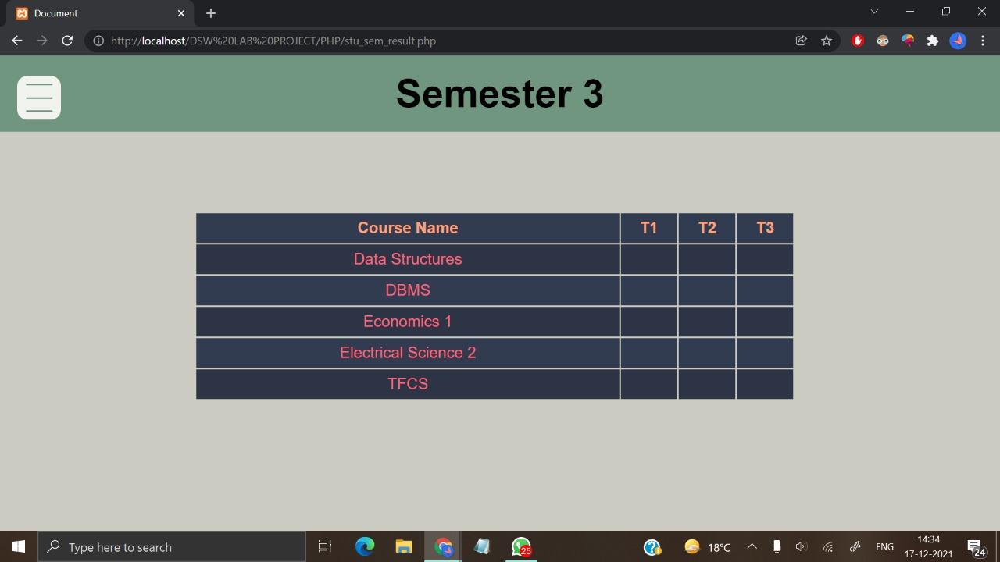 Document
http://localhost/DSW%20LAB%20PROJECT/PHP/stu_sem_result.php
Semester 3
Course Name T1 T2 T3
Data Structures
DBMS
Economics 1
Electrical Science 2
TFCS
Type here to search
25
18°C
ENG
14:34
17-12-2021
24